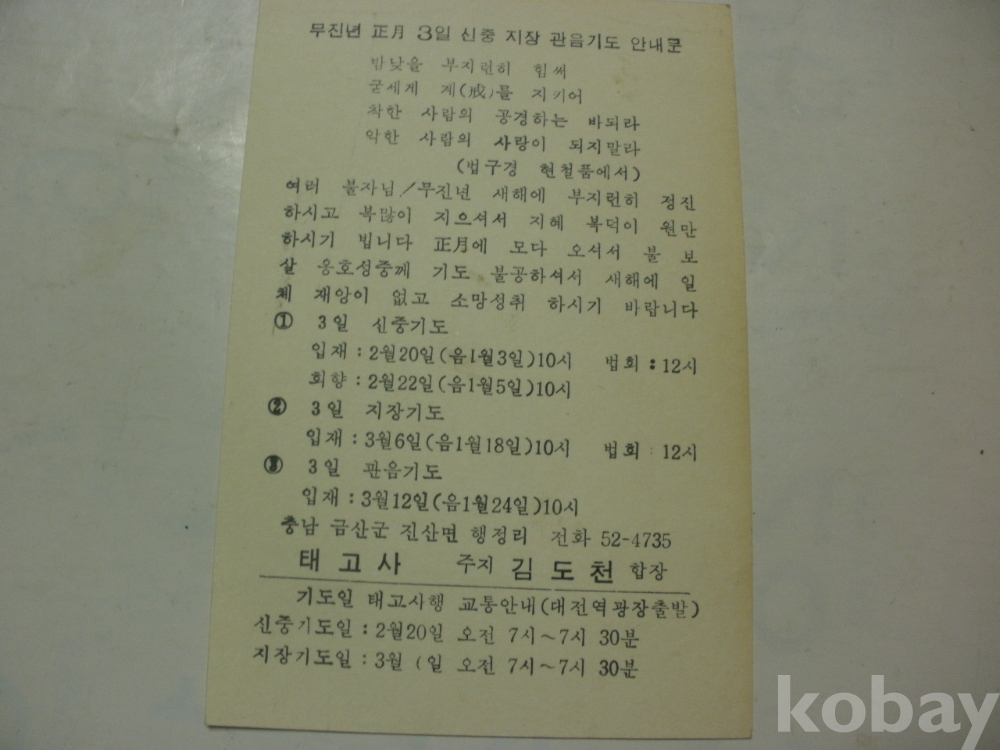 무진년 正月 3일 신중 지장 관음기도 안내문
밤낮을 부지런히 힘써
굳세게 계(戒)를 지키어
착한 사람의 공경하는 바되라
악한 사람의 사랑이 되지말라
(법구경 현철품에서)
여러 불자님/무진년 새해에 부지런히 정진
하시고 복많이 지으셔서 지혜 복덕이 원만
하시기 빕니다 正月에 모다 오셔서 불 보
살 옹호성중께 기도 불공하셔서 새해에 일
체 재앙이 없고 소망성취 하시기 바랍니다
① 3일 신중기도
입재 : 2월20일(음1월3일)10시 법회 : 12시
회향 : 2월22일(음1월5일)10시
② 3일 지장기도
입재 : 3월6일(음1월18일)10시 법회 : 12시
③ 3일 관음기도
입재 : 3월12일(음1월24일)10시
충남 금산군 진산면 행정리 전화 52-4735
태고사 주지 김도천 합장
기도일 태고사행 교통안내(대전역광장출발)
신중기도일 : 2월20일 오전 7시~7시 30분
지장기도일 : 3월 일 오전 7시~7시 30분
kobay